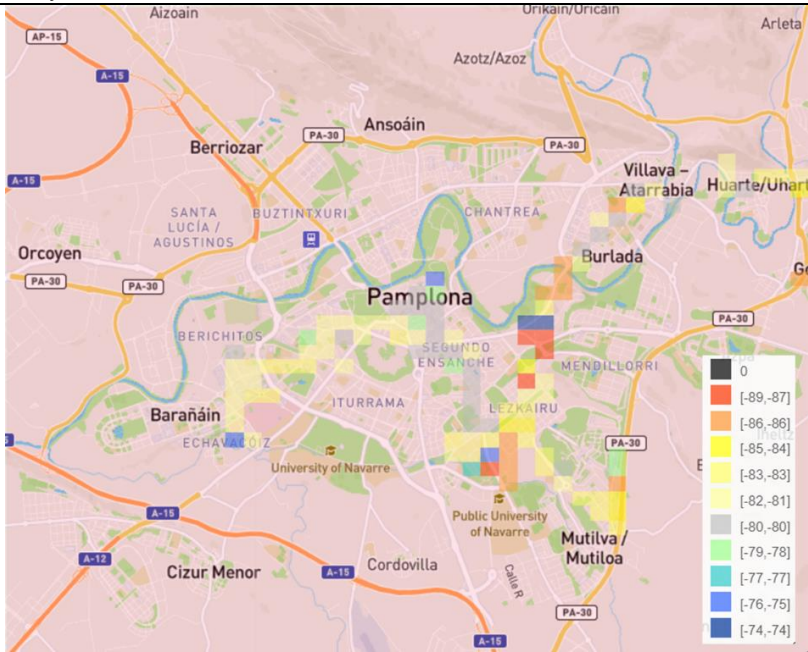 Orikain/Oricáin
Aizoain
Arleta
AP-15
Azotz/Azoz
A-15
Ansoáin
PA-30
PA-30
Berriozar
Villava –
Atarrabia
Huarte/Uhart
A-15
SANTA
LUCÍA /
AGUSTINOS
BUZTINTXURI
CHANTREA
Orcoyen
Burlada
PA-30
PA-30
Pamplona
PA-30
BERICHITOS
SEGUNDO
ENSANCHE
MENDILLORRI
ITURRAMA
LEZKAIRU
Barañáin
ECHAVACÓIZ
PA-30
University of Navarre
A-15
Public University
of Navarre
Mutilva /
Mutiloa
A-12
Cizur Menor
A-15
Cordovilla
Calle R
PA-30
A-15
0
[-89,-87]
[-86,-86]
[-85,-84]
[-83,-83]
[-82,-81]
[-80,-80]
[-79,-78]
[-77,-77]
[-76,-75]
[-74,-74]